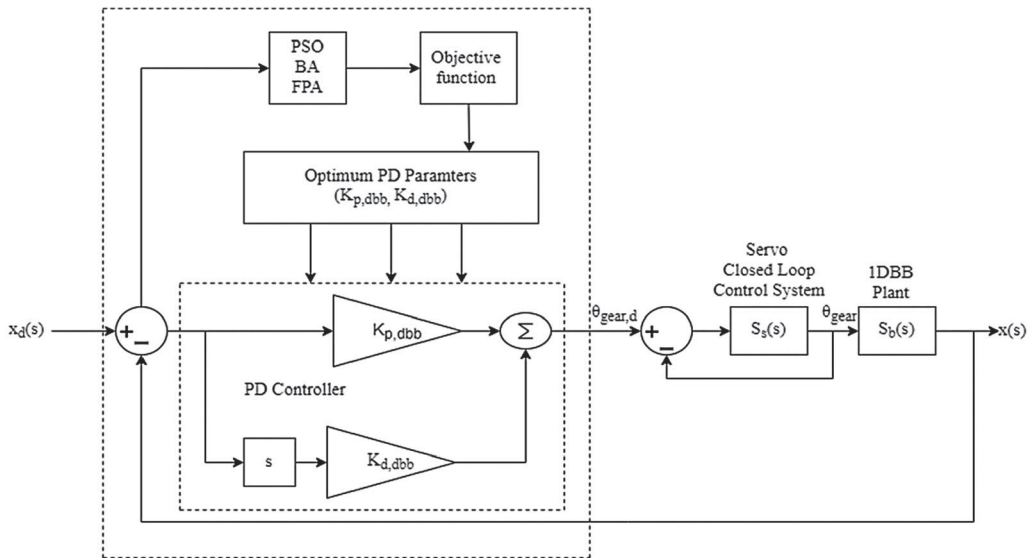 PSO
BA
FPA
Objective
function
Optimum PD Paramters
(Kp,dbb, Kd,dbb)
Servo
Closed Loop
Control System
1DBB
Plant
xd(s)
+
−
Kp,dbb
Σ
θgear,d
+
−
Ss(s)
θgear
Sb(s)
x(s)
PD Controller
s
Kd,dbb